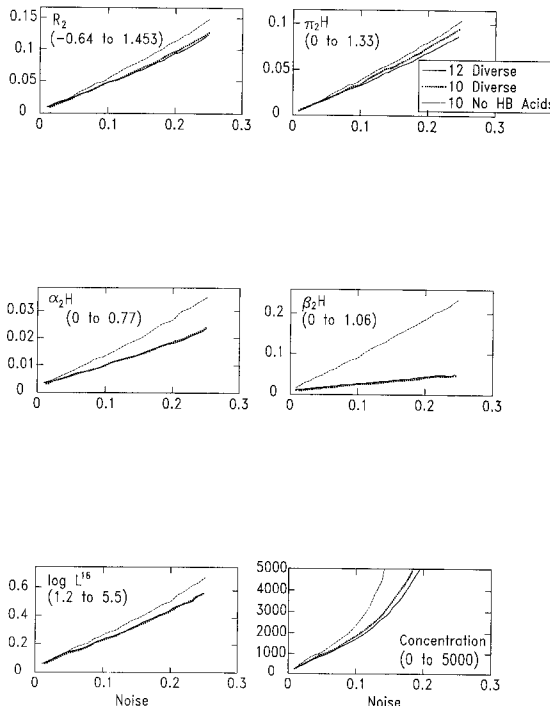 R₂
(−0.64 to 1.453)
0.15
0.1
0.05
0
0
0.1
0.2
0.3
π₂H
(0 to 1.33)
0.1
0.05
0
0
0.1
0.2
0.3
12 Diverse
10 Diverse
10 No HB Acids
α₂H
(0 to 0.77)
0.03
0.02
0.01
0
0
0.1
0.2
0.3
β₂H
(0 to 1.06)
0.2
0.1
0
0
0.1
0.2
0.3
log L¹⁶
(1.2 to 5.5)
0.6
0.4
0.2
0
0
0.1
0.2
0.3
Noise
5000
4000
3000
2000
1000
0
Concentration
(0 to 5000)
0
0.1
0.2
0.3
Noise